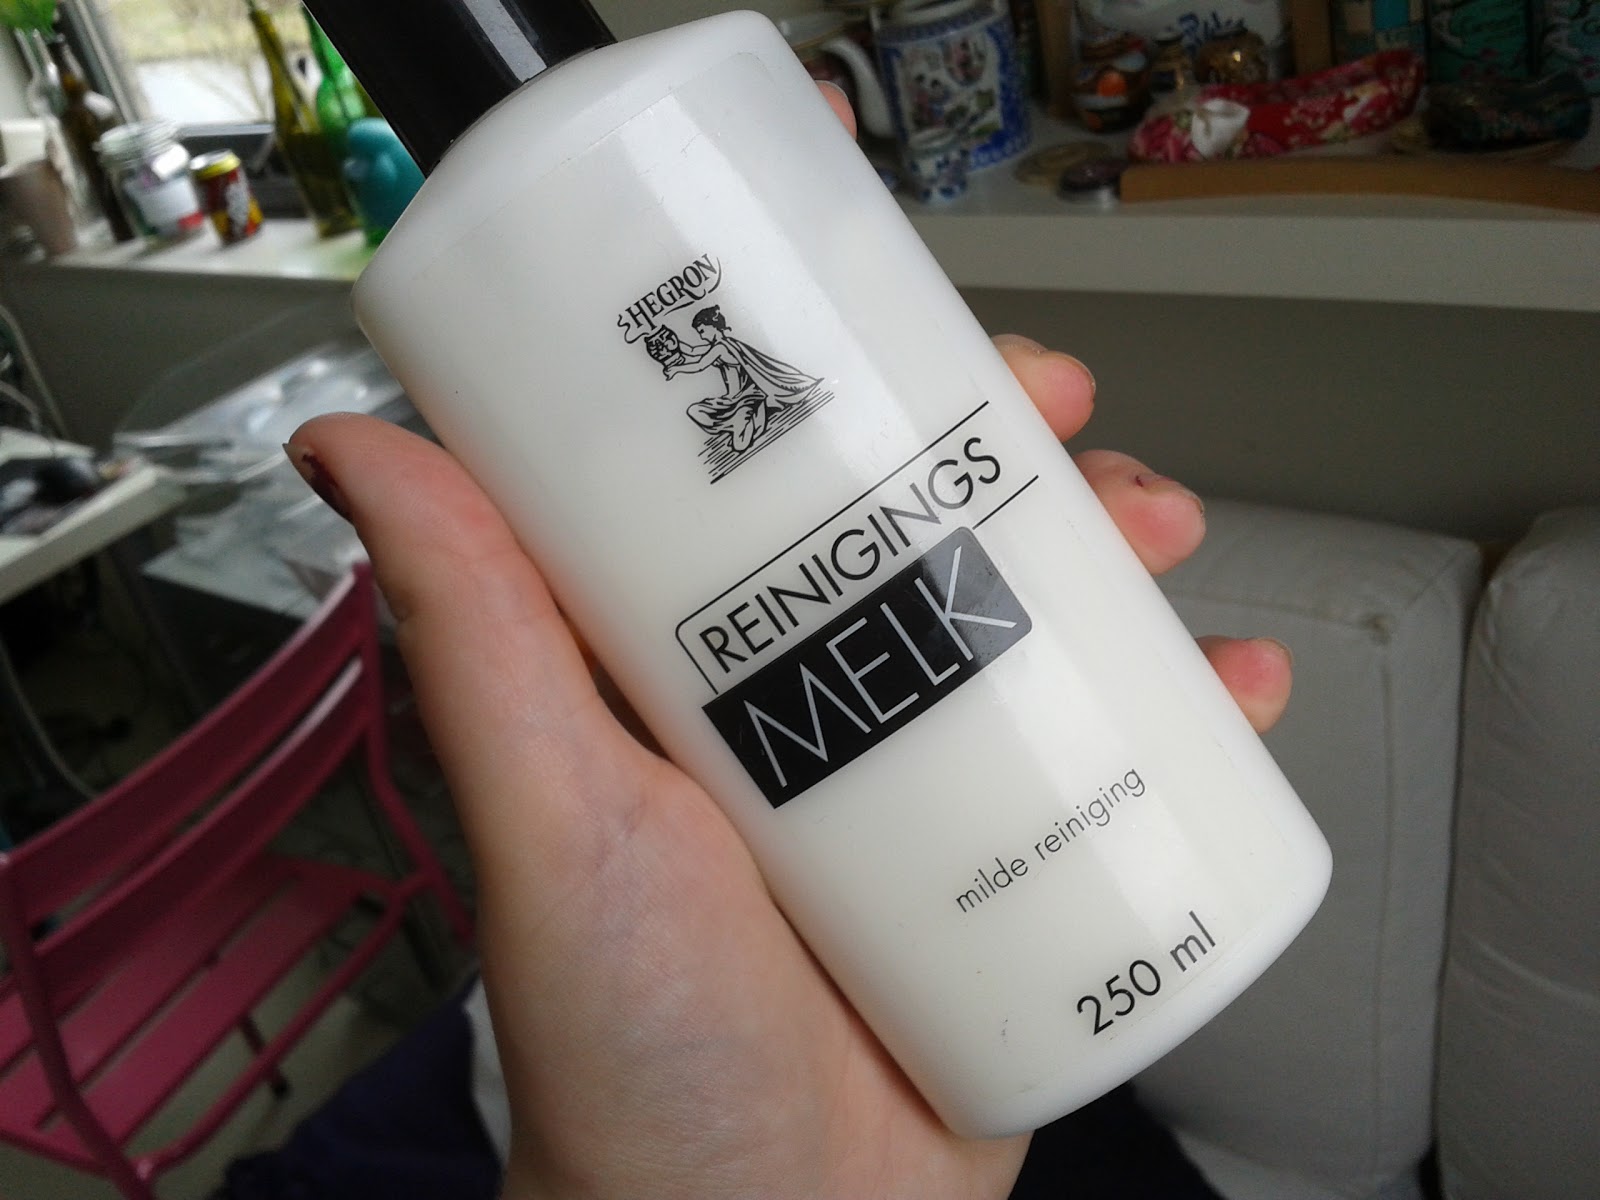 HEGRON
REINIGINGS
MELK
milde reiniging
250 ml